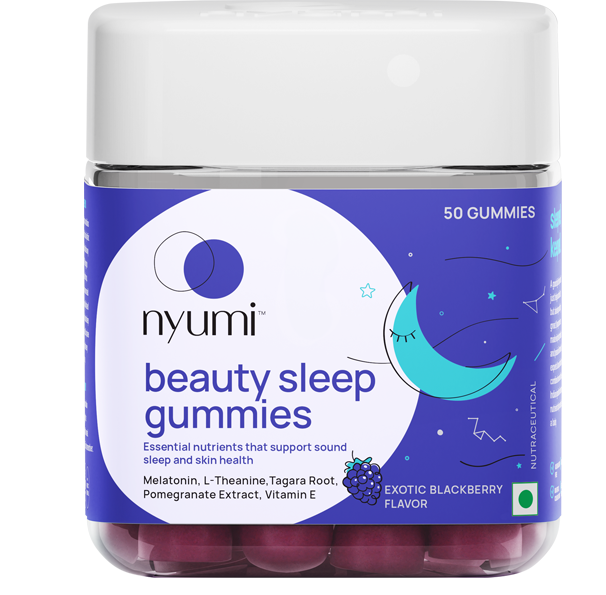 50 GUMMIES
nyumi™
beauty sleep
gummies
Essential nutrients that support sound
sleep and skin health
Melatonin, L-Theanine,Tagara Root,
Pomegranate Extract, Vitamin E
EXOTIC BLACKBERRY
FLAVOR
NUTRACEUTICAL